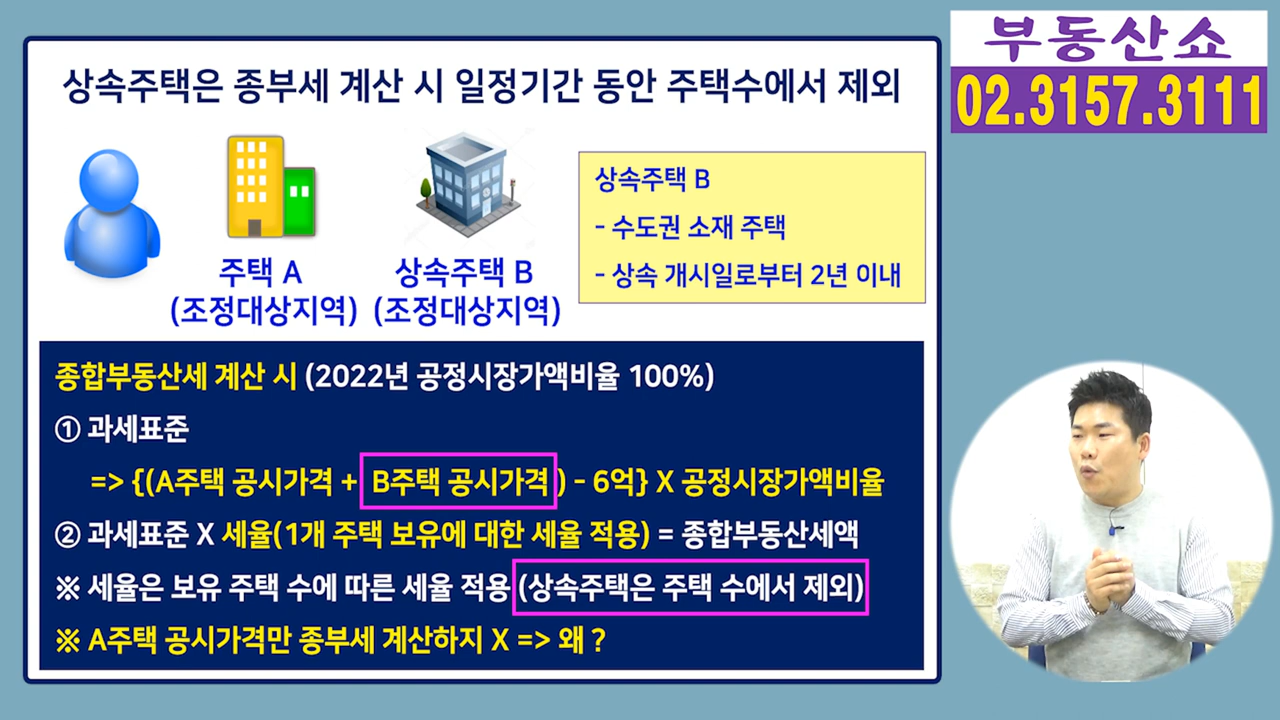 부동산쇼
02.3157.3111
상속주택은 종부세 계산 시 일정기간 동안 주택수에서 제외
주택 A
(조정대상지역)
상속주택 B
(조정대상지역)
상속주택 B
- 수도권 소재 주택
- 상속 개시일로부터 2년 이내
종합부동산세 계산 시 (2022년 공정시장가액비율 100%)
① 과세표준
=> {(A주택 공시가격 + B주택 공시가격 ) - 6억} X 공정시장가액비율
② 과세표준 X 세율(1개 주택 보유에 대한 세율 적용) = 종합부동산세액
※ 세율은 보유 주택 수에 따른 세율 적용 (상속주택은 주택 수에서 제외)
※ A주택 공시가격만 종부세 계산하지 X => 왜 ?